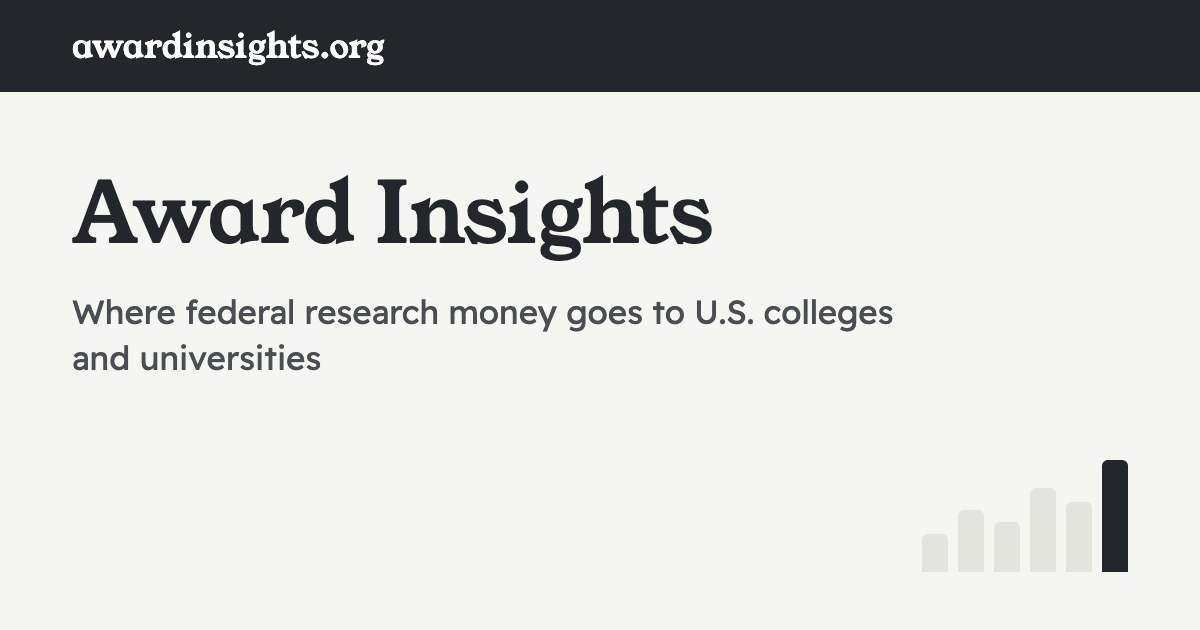 awardinsights.org
Award Insights
Where federal research money goes to U.S. colleges
and universities